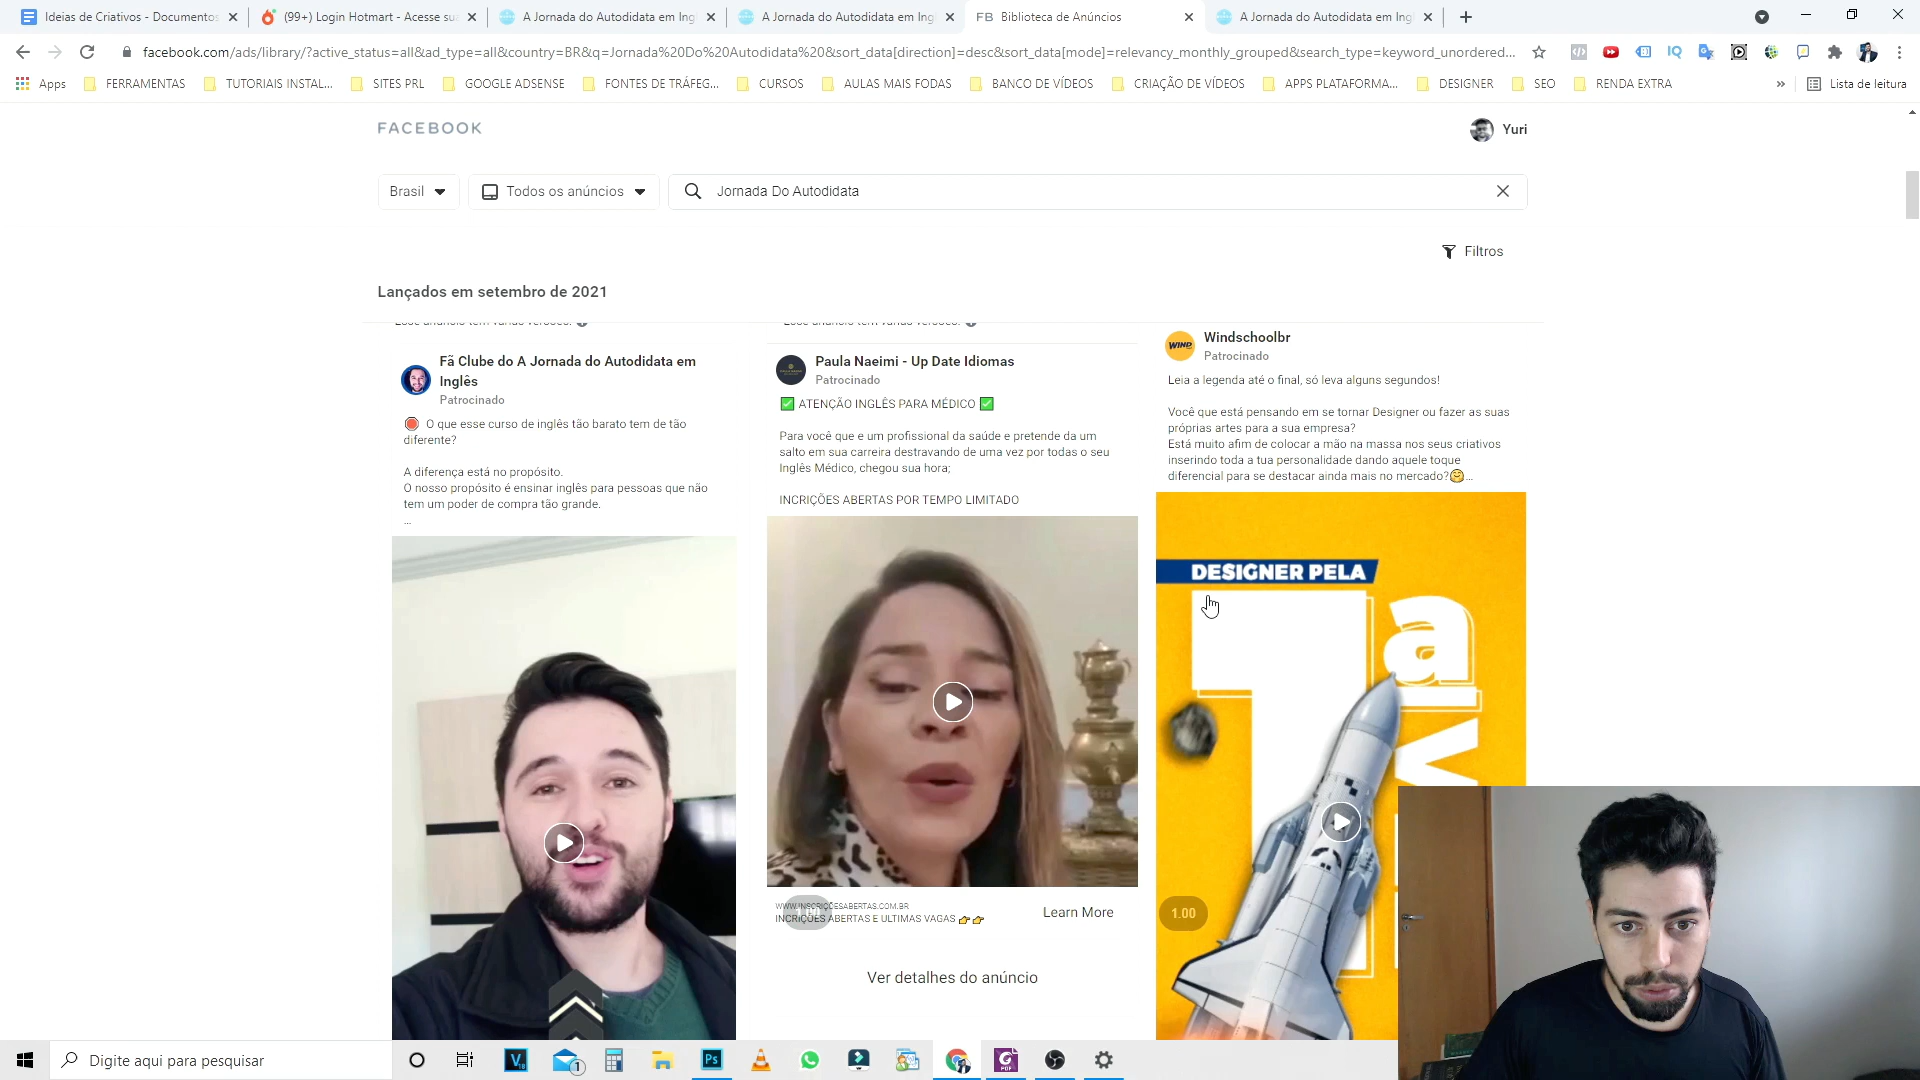 Ideias de Criativos - Documentos
(99+) Login Hotmart - Acesse su
A Jornada do Autodidata em Ing
A Jornada do Autodidata em Ing
FB Biblioteca de Anúncios
A Jornada do Autodidata em Ing
facebook.com/ads/library/?active_status=all&ad_type=all&country=BR&q=Jornada%20Do%20Autodidata%20&sort_data[direction]=desc&sort_data[mode]=relevancy_monthly_grouped&search_type=keyword_unordered...
Apps
FERRAMENTAS
TUTORIAIS INSTAL...
SITES PRL
GOOGLE ADSENSE
FONTES DE TRÁFEG...
CURSOS
AULAS MAIS FODAS
BANCO DE VÍDEOS
CRIAÇÃO DE VÍDEOS
APPS PLATAFORMA...
DESIGNER
SEO
RENDA EXTRA
»
Lista de leitura
FACEBOOK
Yuri
Brasil
Todos os anúncios
Jornada Do Autodidata
Filtros
Lançados em setembro de 2021
Fã Clube do A Jornada do Autodidata em
Inglês
Patrocinado
O que esse curso de inglês tão barato tem de tão
diferente?
A diferença está no propósito.
O nosso propósito é ensinar inglês para pessoas que não
tem um poder de compra tão grande.
...
Paula Naeimi - Up Date Idiomas
Patrocinado
✅ ATENÇÃO INGLÊS PARA MÉDICO ✅
Para você que e um profissional da saúde e pretende da um
salto em sua carreira destravando de uma vez por todas o seu
Inglês Médico, chegou sua hora;
INCRIÇÕES ABERTAS POR TEMPO LIMITADO
WWW.INSCRIÇÕESABERTAS.COM.BR
INCRIÇÕES ABERTAS E ULTIMAS VAGAS 👉👉
Learn More
Ver detalhes do anúncio
WIND
Windschoolbr
Patrocinado
Leia a legenda até o final, só leva alguns segundos!
Você que está pensando em se tornar Designer ou fazer as suas
próprias artes para a sua empresa?
Está muito afim de colocar a mão na massa nos seus criativos
inserindo toda a tua personalidade dando aquele toque
diferencial para se destacar ainda mais no mercado?🤗...
DESIGNER PELA
1ª
V
1.00
Digite aqui para pesquisar